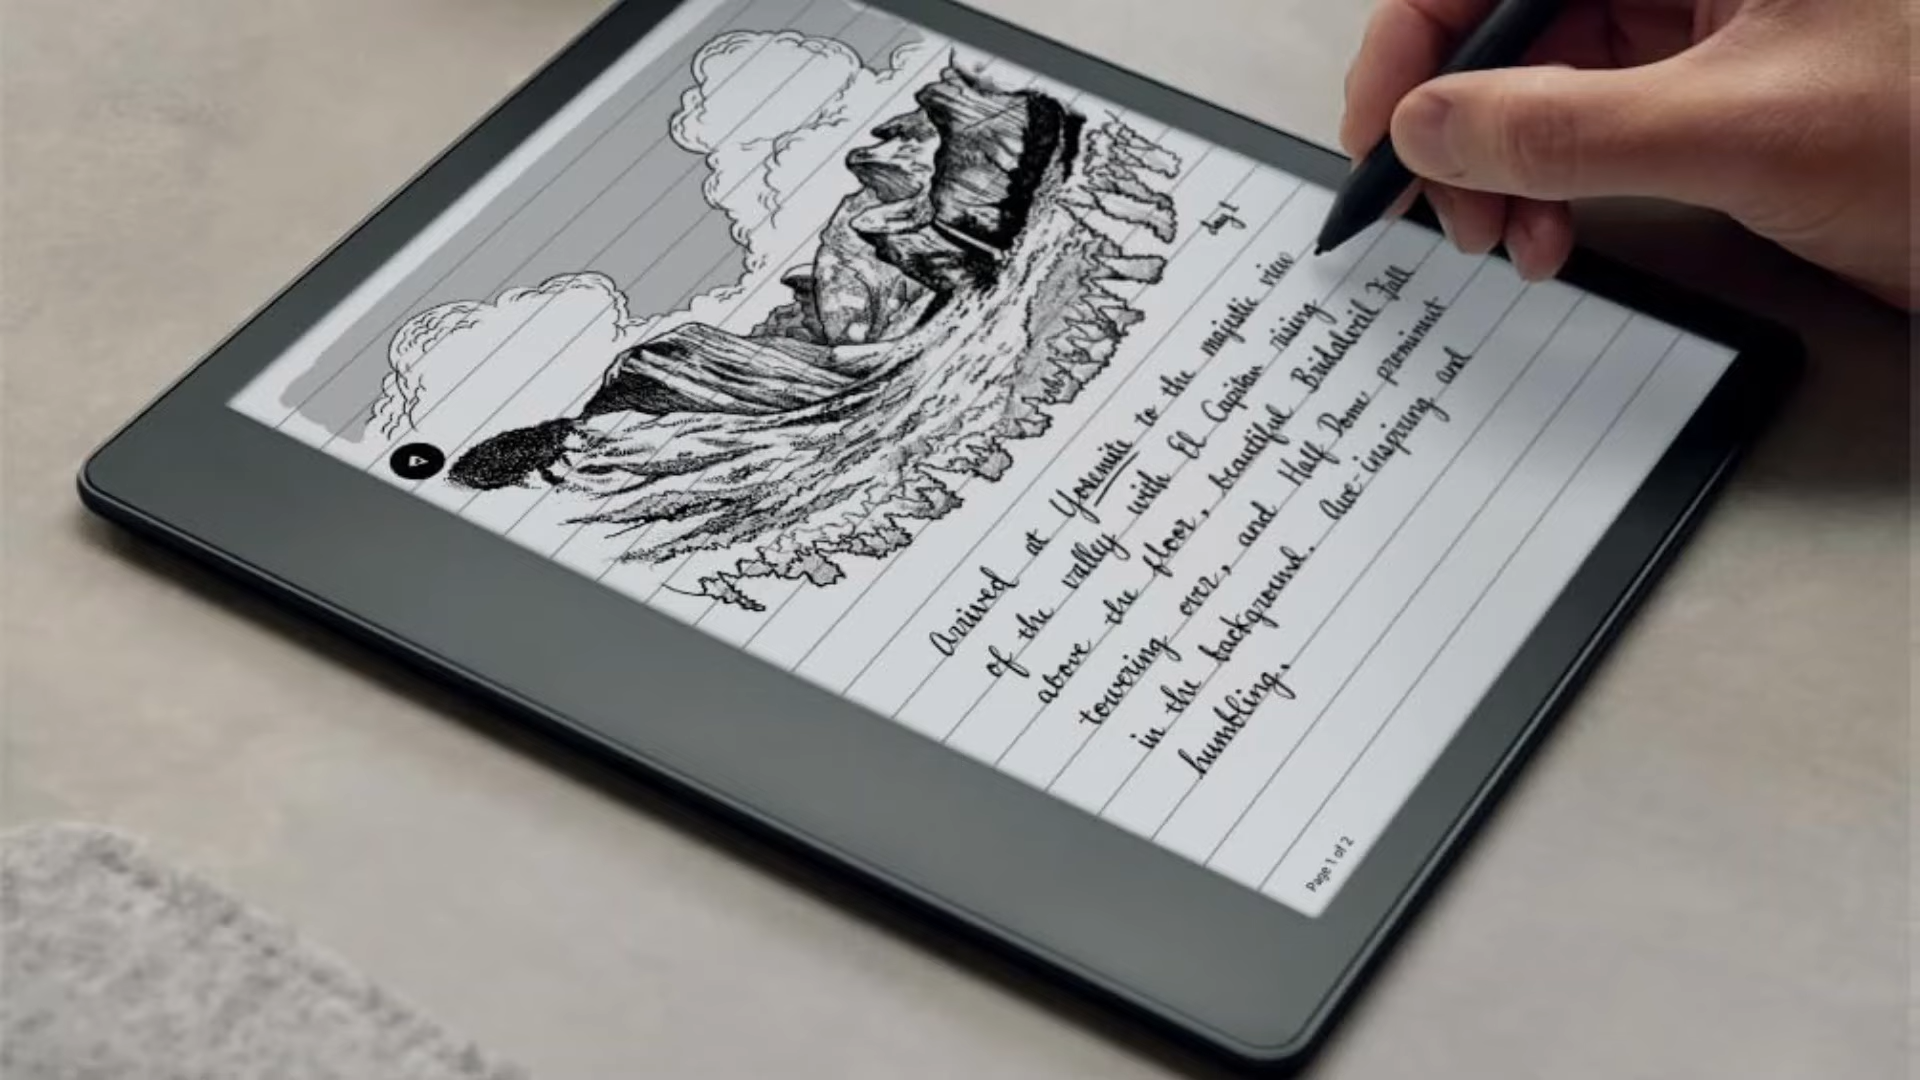 Day 1
Arrived at Yosemite to the majestic view
of the valley with El Capitan rising
above the floor, beautiful Bridalveil Fall
towering over, and Half Dome prominent
in the background. Awe-inspiring and
humbling.
Page 1 of 2